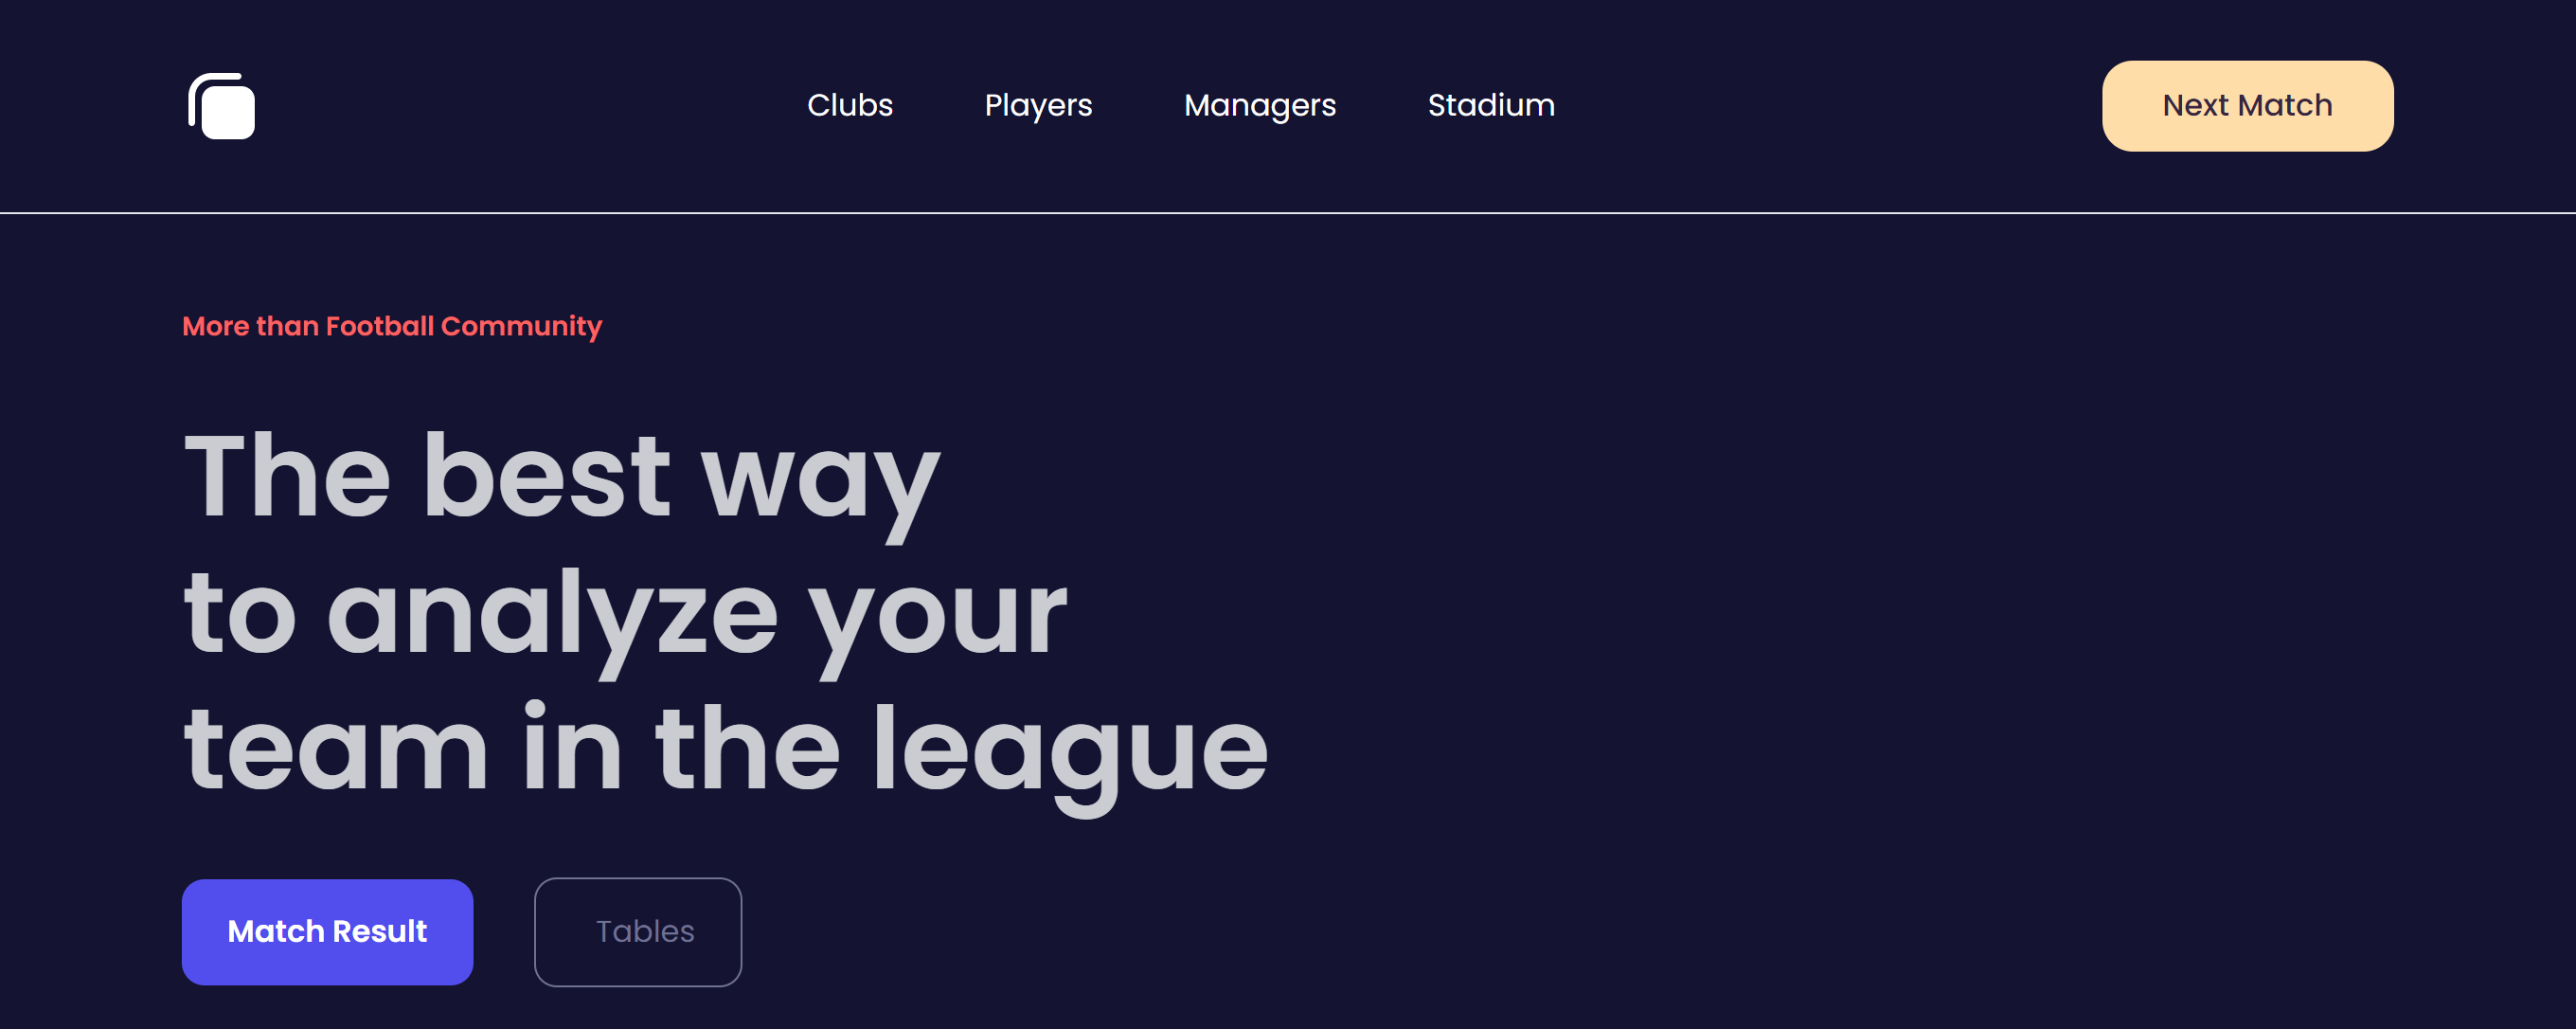 Clubs Players Managers Stadium Next Match
More than Football Community
The best way
to analyze your
team in the league
Match Result Tables